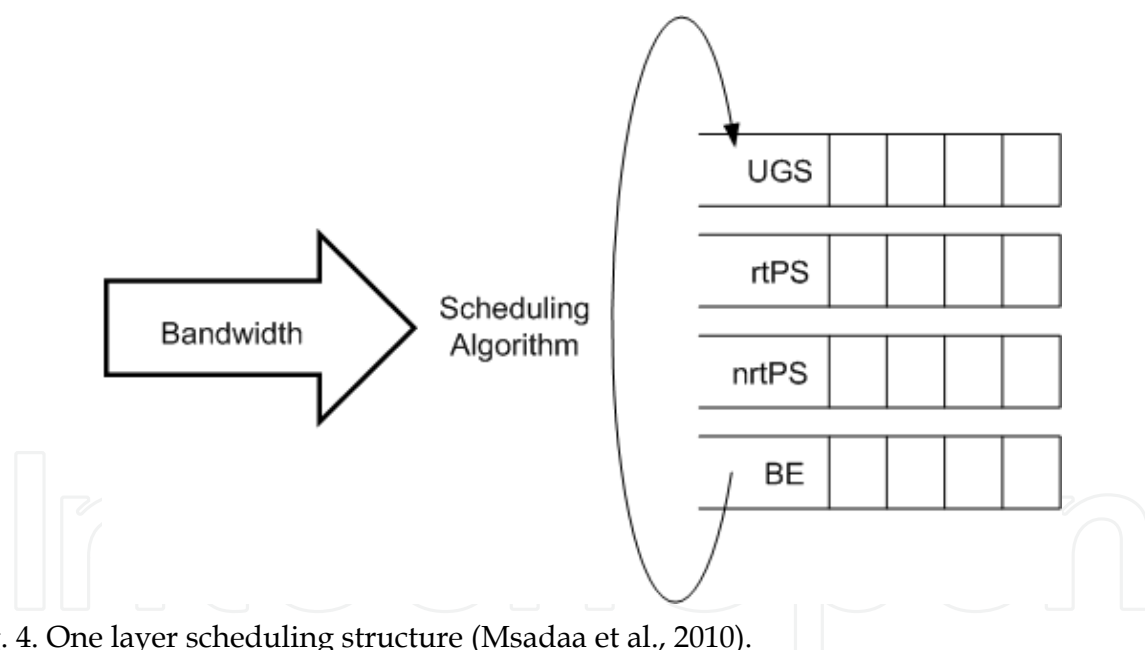 UGS
rtPS
Bandwidth
Scheduling
Algorithm
nrtPS
BE
. 4. One layer scheduling structure (Msadaa et al., 2010).